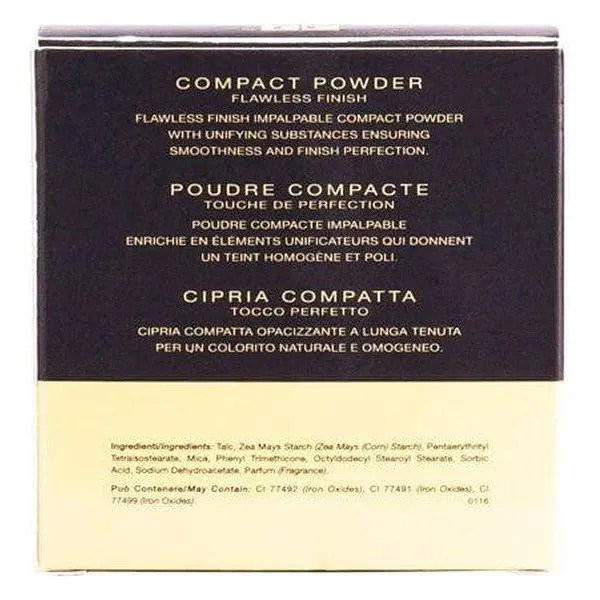 COMPACT POWDER
FLAWLESS FINISH
FLAWLESS FINISH IMPALPABLE COMPACT POWDER
WITH UNIFYING SUBSTANCES ENSURING
SMOOTHNESS AND FINISH PERFECTION.
POUDRE COMPACTE
TOUCHE DE PERFECTION
POUDRE COMPACTE IMPALPABLE
ENRICHIE EN ÉLÉMENTS UNIFICATEURS QUI DONNENT
UN TEINT HOMOGÈNE ET POLI.
CIPRIA COMPATTA
TOCCO PERFETTO
CIPRIA COMPATTA OPACIZZANTE A LUNGA TENUTA
PER UN COLORITO NATURALE E OMOGENEO.
Ingredienti/Ingredients: Talc, Zea Mays Starch (Zea Mays (Corn) Starch), Pentaerythrityl
Tetraisostearate, Mica, Phenyl Trimethicone, Octyldodecyl Stearoyl Stearate, Sorbic
Acid, Sodium Dehydroacetate, Parfum (Fragrance).
Può Contenere/May Contain: CI 77492 (Iron Oxides), CI 77491 (Iron Oxides), CI
77499 (Iron Oxides). 0116